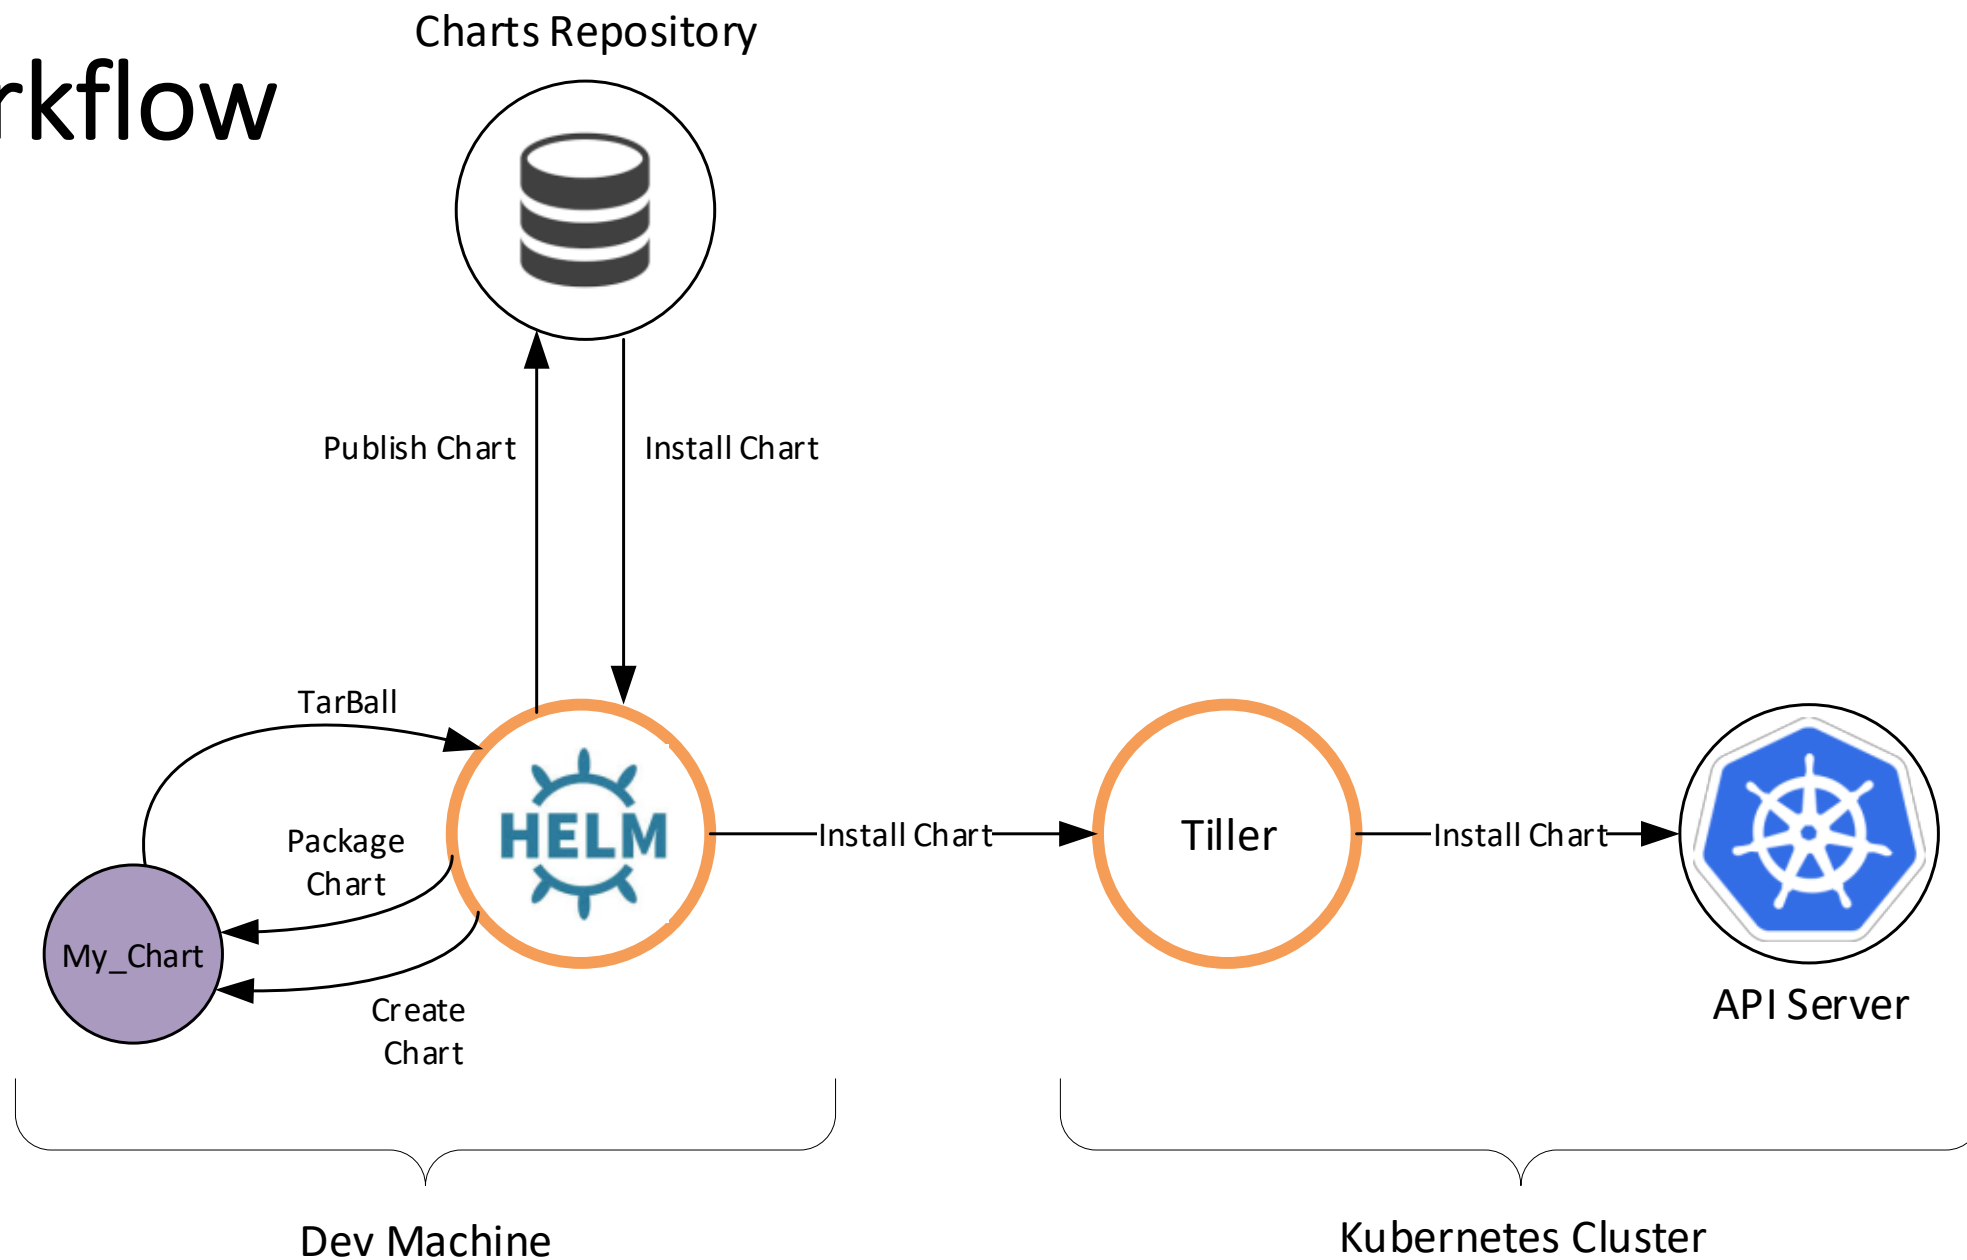 Charts Repository
rkflow
Publish Chart
Install Chart
TarBall
Package
Chart
HELM
Install Chart
Tiller
Install Chart
My_Chart
Create
Chart
API Server
Dev Machine
Kubernetes Cluster